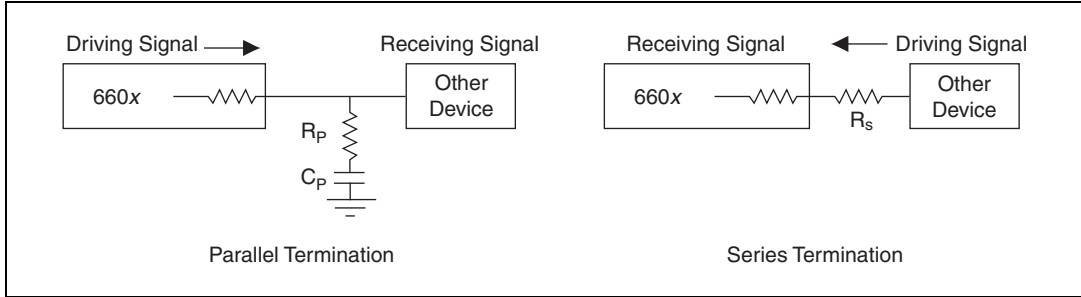 Driving Signal
Receiving Signal
660x
Other
Device
RP
CP
Parallel Termination
Receiving Signal
Driving Signal
660x
Rs
Other
Device
Series Termination